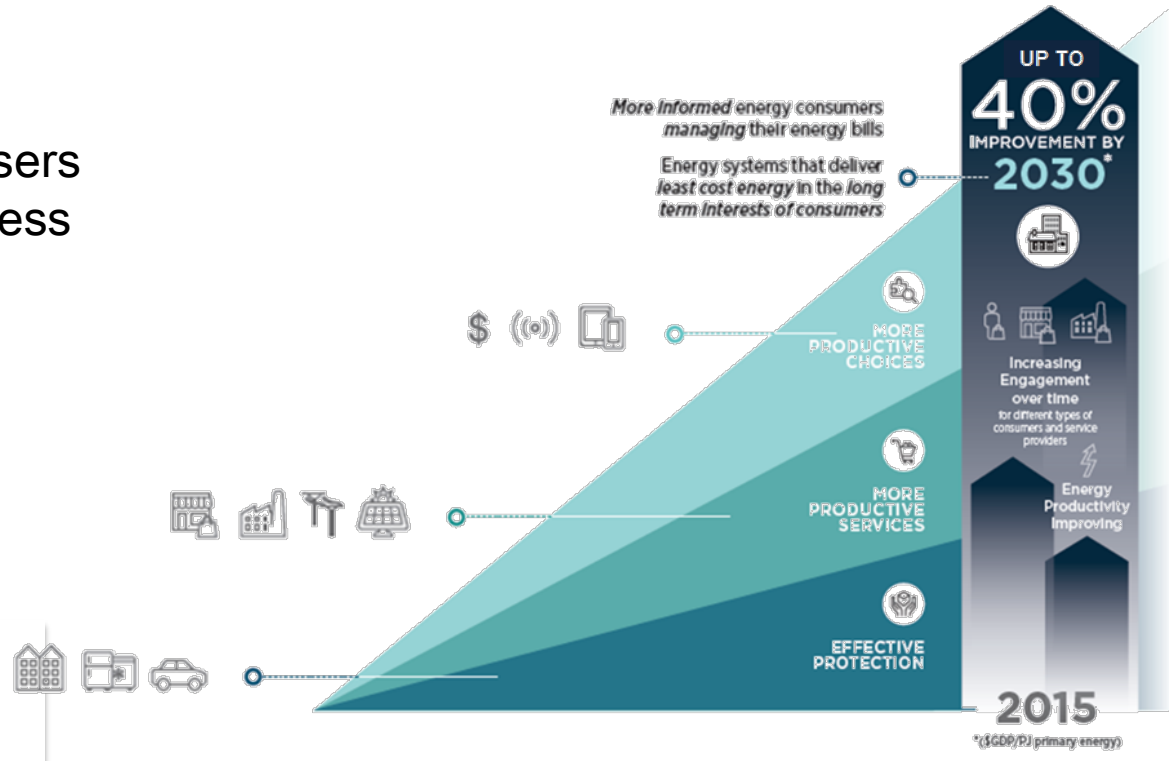 sers
ess
More Informed energy consumers
managing their energy bills
Energy systems that deliver
least cost energy in the long
term interests of consumers
UP TO
40%
IMPROVEMENT BY
2030*
$
MORE
PRODUCTIVE
CHOICES
Increasing
Engagement
over time
for different types of
consumers and service
providers
MORE
PRODUCTIVE
SERVICES
Energy
Productivity
Improving
EFFECTIVE
PROTECTION
2015
*($GDP/PJ primary energy)